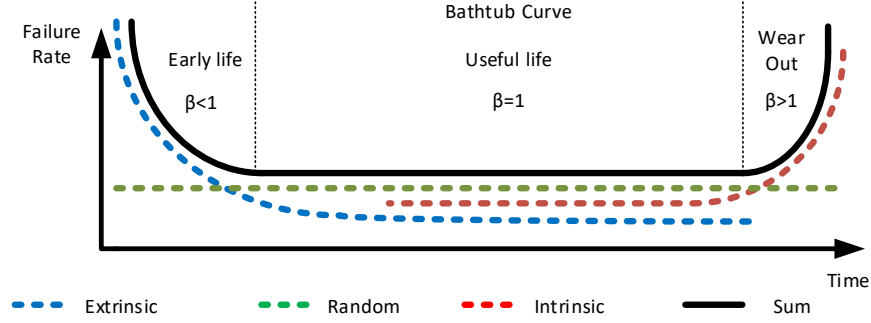 Bathtub Curve
Failure
Rate
Early life
β<1
Useful life
β=1
Wear
Out
β>1
Time
Extrinsic
Random
Intrinsic
Sum